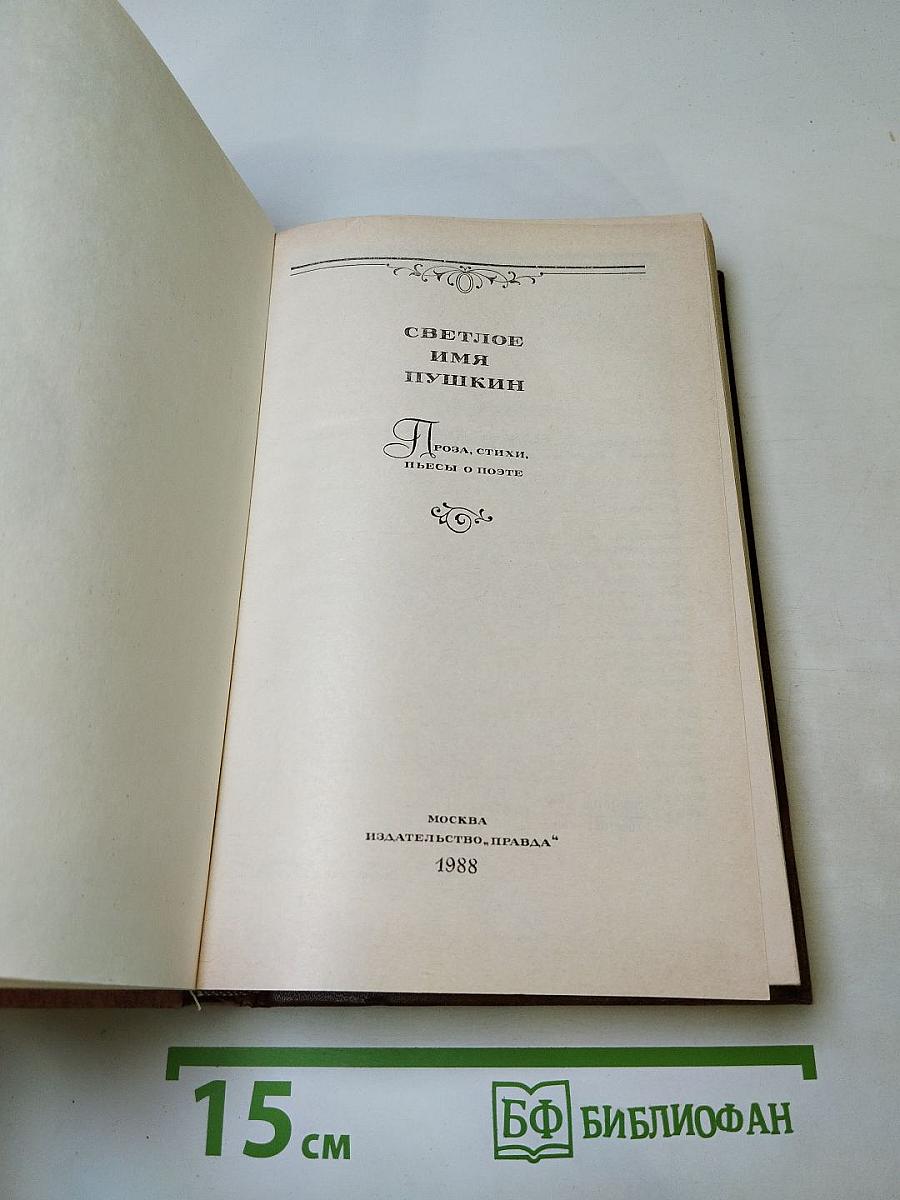 СВЕТЛОЕ
ИМЯ
ПУШКИН
ПРОЗА, СТИХИ,
ПЬЕСЫ О ПОЭТЕ
МОСКВА
ИЗДАТЕЛЬСТВО „ПРАВДА“
1988
15 см
БФ БИБЛИОФАН